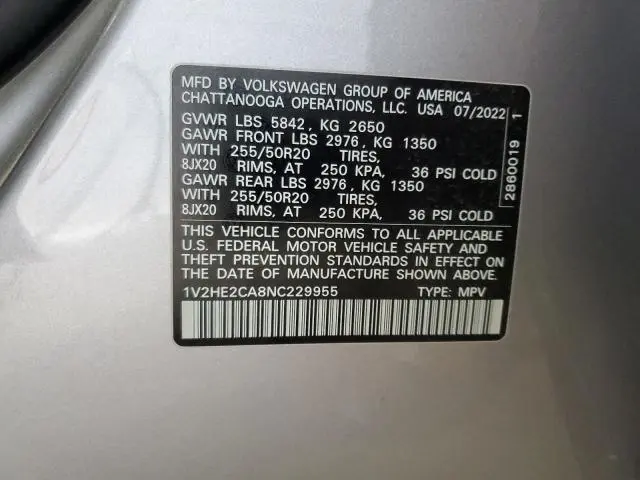 MFD BY VOLKSWAGEN GROUP OF AMERICA
CHATTANOOGA OPERATIONS, LLC. USA 07/2022
GVWR LBS 5842, KG 2650
GAWR FRONT LBS 2976, KG 1350
WITH 255/50R20 TIRES,
8JX20 RIMS, AT 250 KPA, 36 PSI COLD
GAWR REAR LBS 2976, KG 1350
WITH 255/50R20 TIRES,
8JX20 RIMS, AT 250 KPA, 36 PSI COLD
THIS VEHICLE CONFORMS TO ALL APPLICABLE
U.S. FEDERAL MOTOR VEHICLE SAFETY AND
THEFT PREVENTION STANDARDS IN EFFECT ON
THE DATE OF MANUFACTURE SHOWN ABOVE.
1V2HE2CA8NC229955 TYPE: MPV
2860019 1